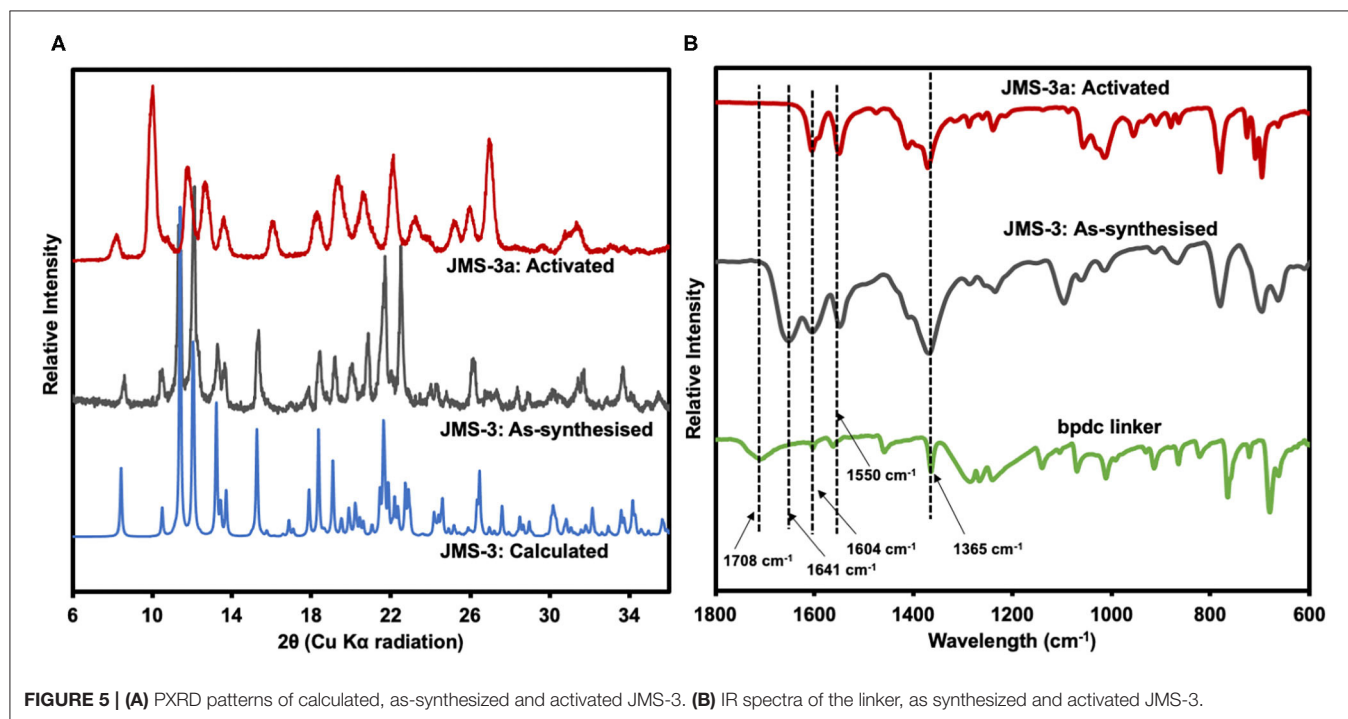 A
JMS-3a: Activated
JMS-3: As-synthesised
JMS-3: Calculated
Relative Intensity
6 10 14 18 22 26 30 34
2θ (Cu Kα radiation)
B
JMS-3a: Activated
JMS-3: As-synthesised
bpdc linker
1550 cm⁻¹
1604 cm⁻¹
1365 cm⁻¹
1708 cm⁻¹
1641 cm⁻¹
Relative Intensity
1800 1600 1400 1200 1000 800 600
Wavelength (cm⁻¹)
FIGURE 5 | (A) PXRD patterns of calculated, as-synthesized and activated JMS-3. (B) IR spectra of the linker, as synthesized and activated JMS-3.